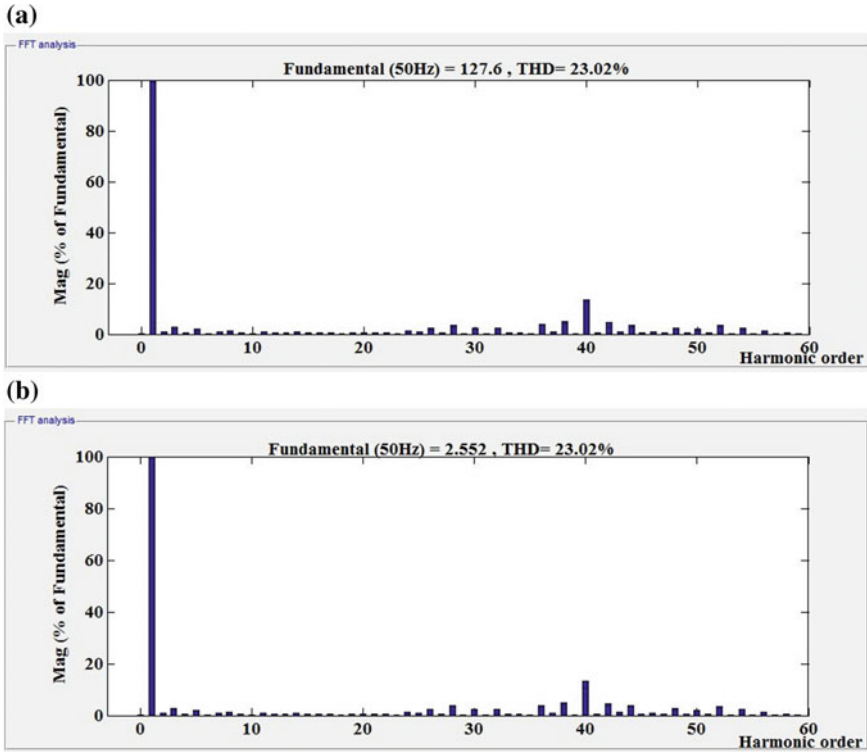 (a)
FFT analysis
Fundamental (50Hz) = 127.6 , THD= 23.02%
100
80
60
40
20
0
Mag (% of Fundamental)
0 10 20 30 40 50 60
Harmonic order
(b)
FFT analysis
Fundamental (50Hz) = 2.552 , THD= 23.02%
100
80
60
40
20
0
Mag (% of Fundamental)
0 10 20 30 40 50 60
Harmonic order